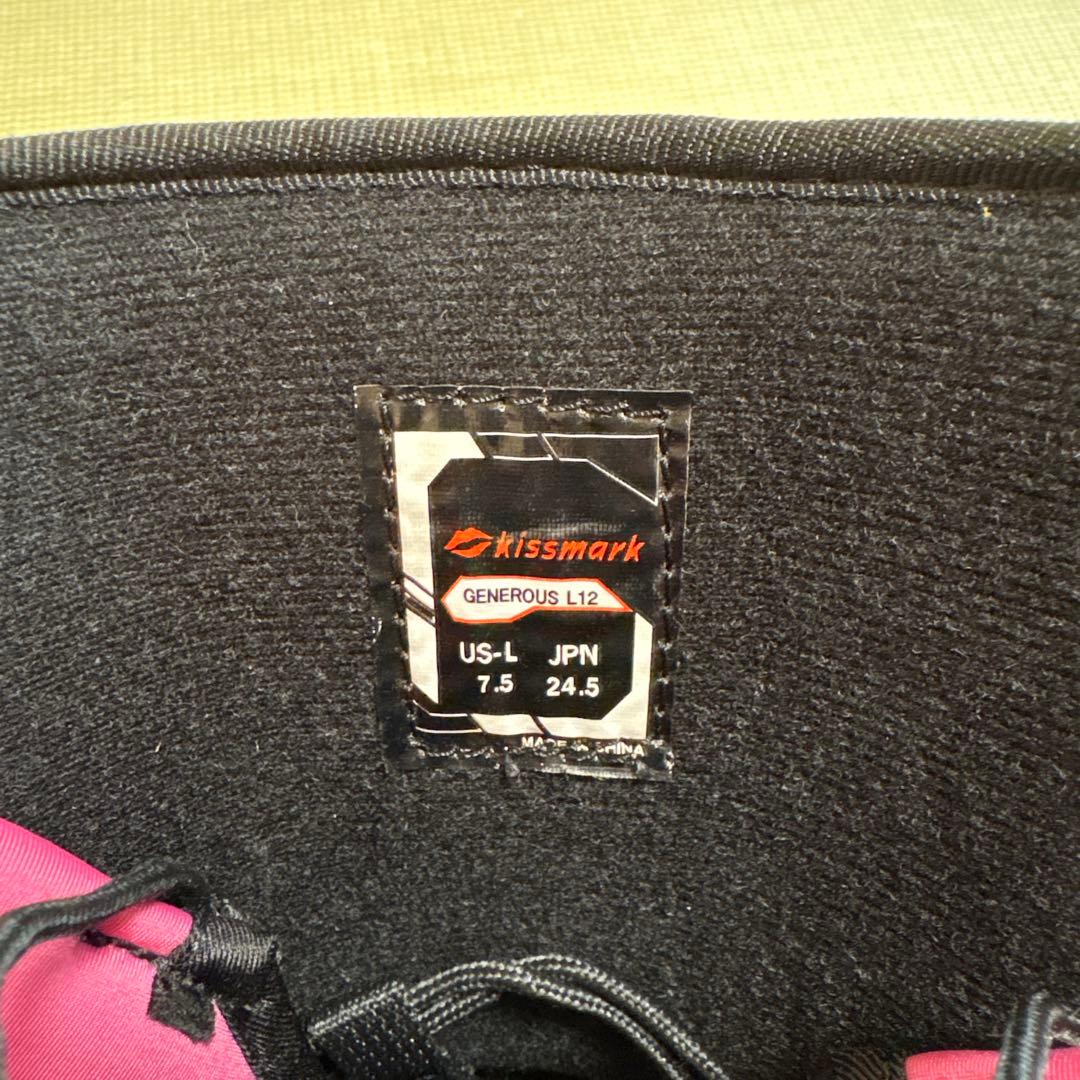 kissmark
GENEROUS L12
US-L JPN
7.5 24.5
MADE IN CHINA